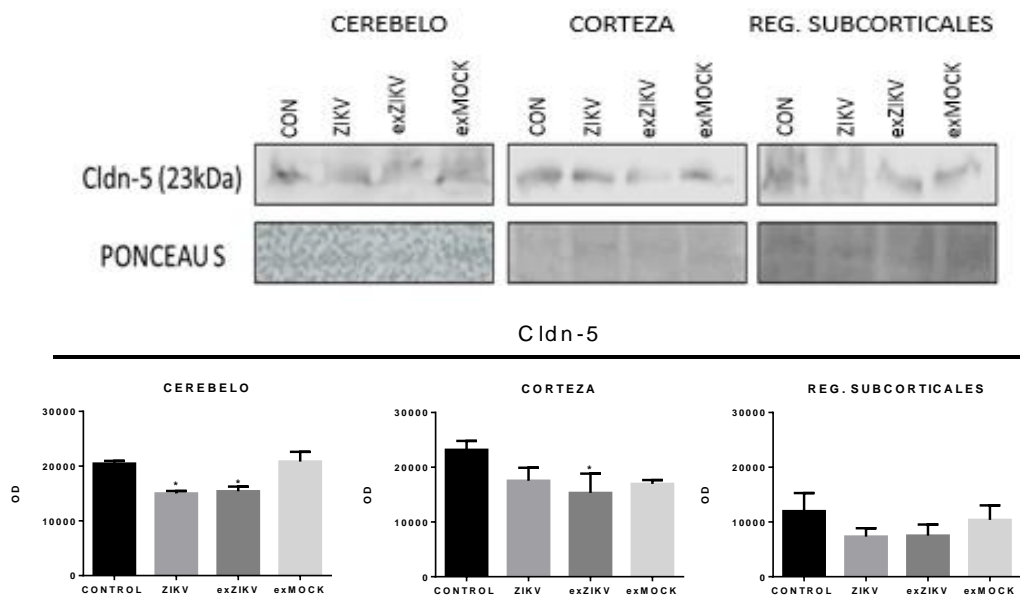 CEREBELO CORTEZA REG. SUBCORTICALES
CON ZIKV exZIKV exMOCK CON ZIKV exZIKV exMOCK CON ZIKV exZIKV exMOCK
Cldn-5 (23kDa)
PONCEAU S
Cldn-5
CEREBELO CORTEZA REG. SUBCORTICALES
30000 30000 30000
20000 20000 20000
OD OD OD
10000 10000 10000
* * *
0 0 0
CONTROL ZIKV exZIKV exMOCK CONTROL ZIKV exZIKV exMOCK CONTROL ZIKV exZIKV exMOCK